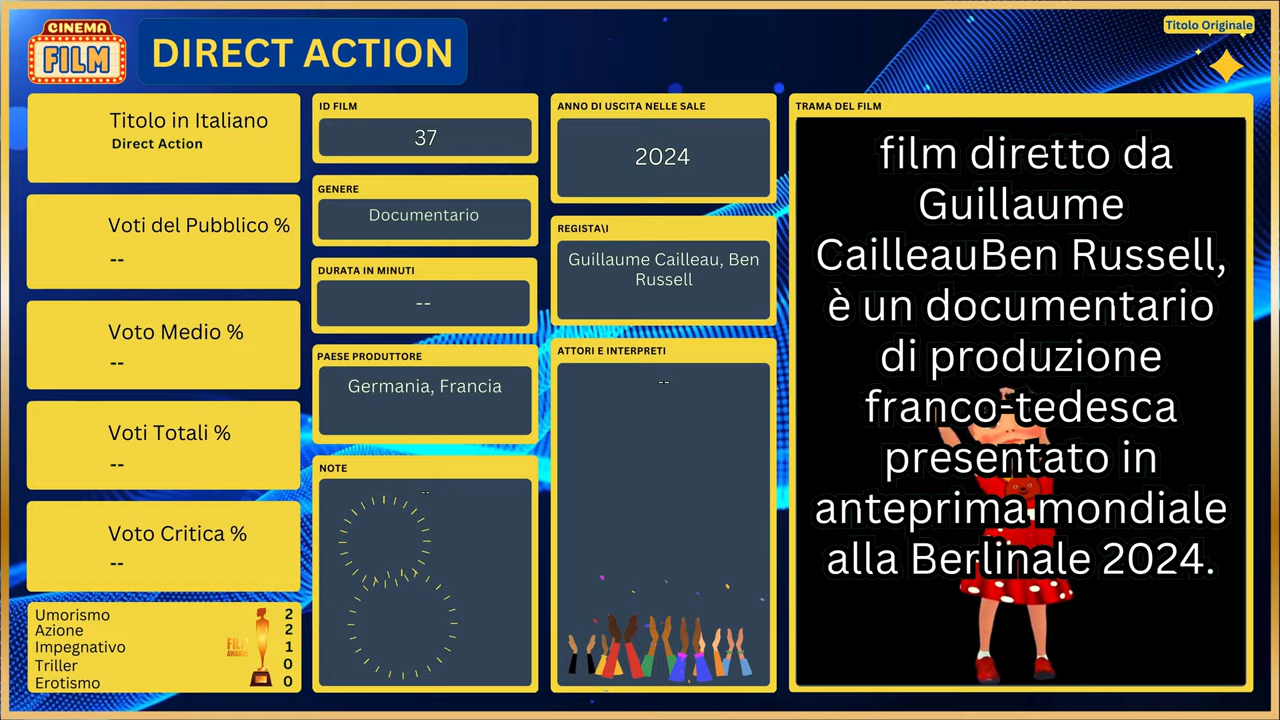 CINEMA
FILM
DIRECT ACTION
Titolo Originale
Titolo in Italiano
Direct Action
Voti del Pubblico %
--
Voto Medio %
--
Voti Totali %
--
Voto Critica %
--
Umorismo 2
Azione 2
Impegnativo 1
Triller 0
Erotismo 0
FILM
AWARDS
ID FILM
37
GENERE
Documentario
DURATA IN MINUTI
--
PAESE PRODUTTORE
Germania, Francia
NOTE
--
ANNO DI USCITA NELLE SALE
2024
REGISTA\I
Guillaume Cailleau, Ben
Russell
ATTORI E INTERPRETI
--
TRAMA DEL FILM
film diretto da
Guillaume
CailleauBen Russell,
è un documentario
di produzione
franco-tedesca
presentato in
anteprima mondiale
alla Berlinale 2024.